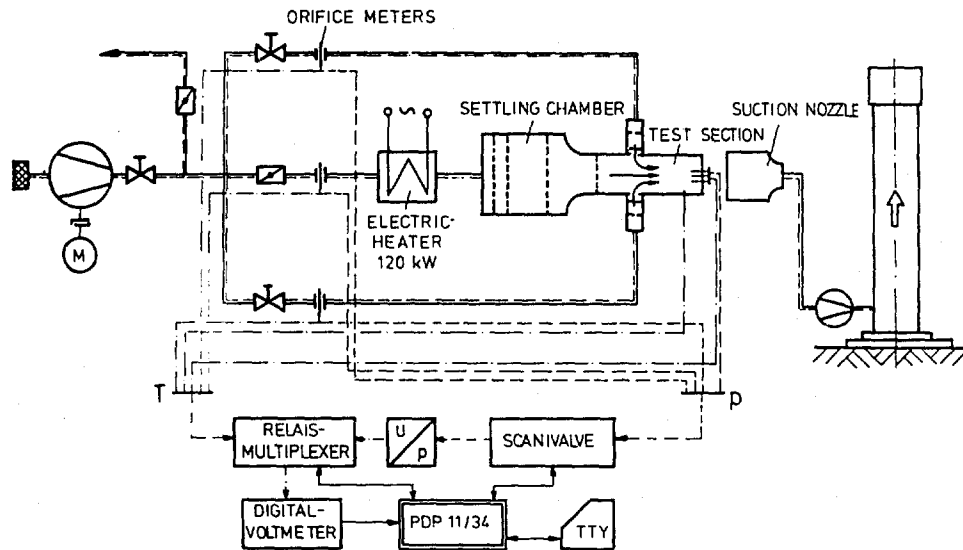 ORIFICE METERS
SETTLING CHAMBER
TEST SECTION
SUCTION NOZZLE
ELECTRIC-
HEATER
120 kW
M
T
p
RELAIS-
MULTIPLEXER
U
p
SCANIVALVE
DIGITAL-
VOLTMETER
PDP 11/34
TTY